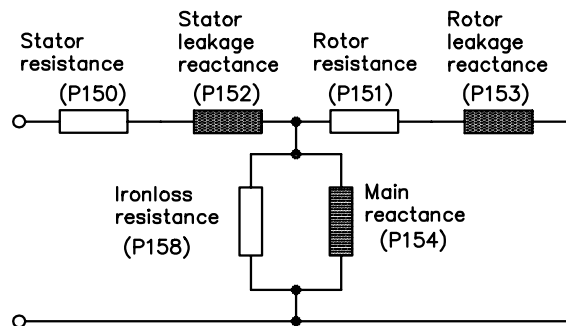 Stator
resistance
(P150)
Stator
leakage
reactance
(P152)
Rotor
resistance
(P151)
Rotor
leakage
reactance
(P153)
Ironloss
resistance
(P158)
Main
reactance
(P154)